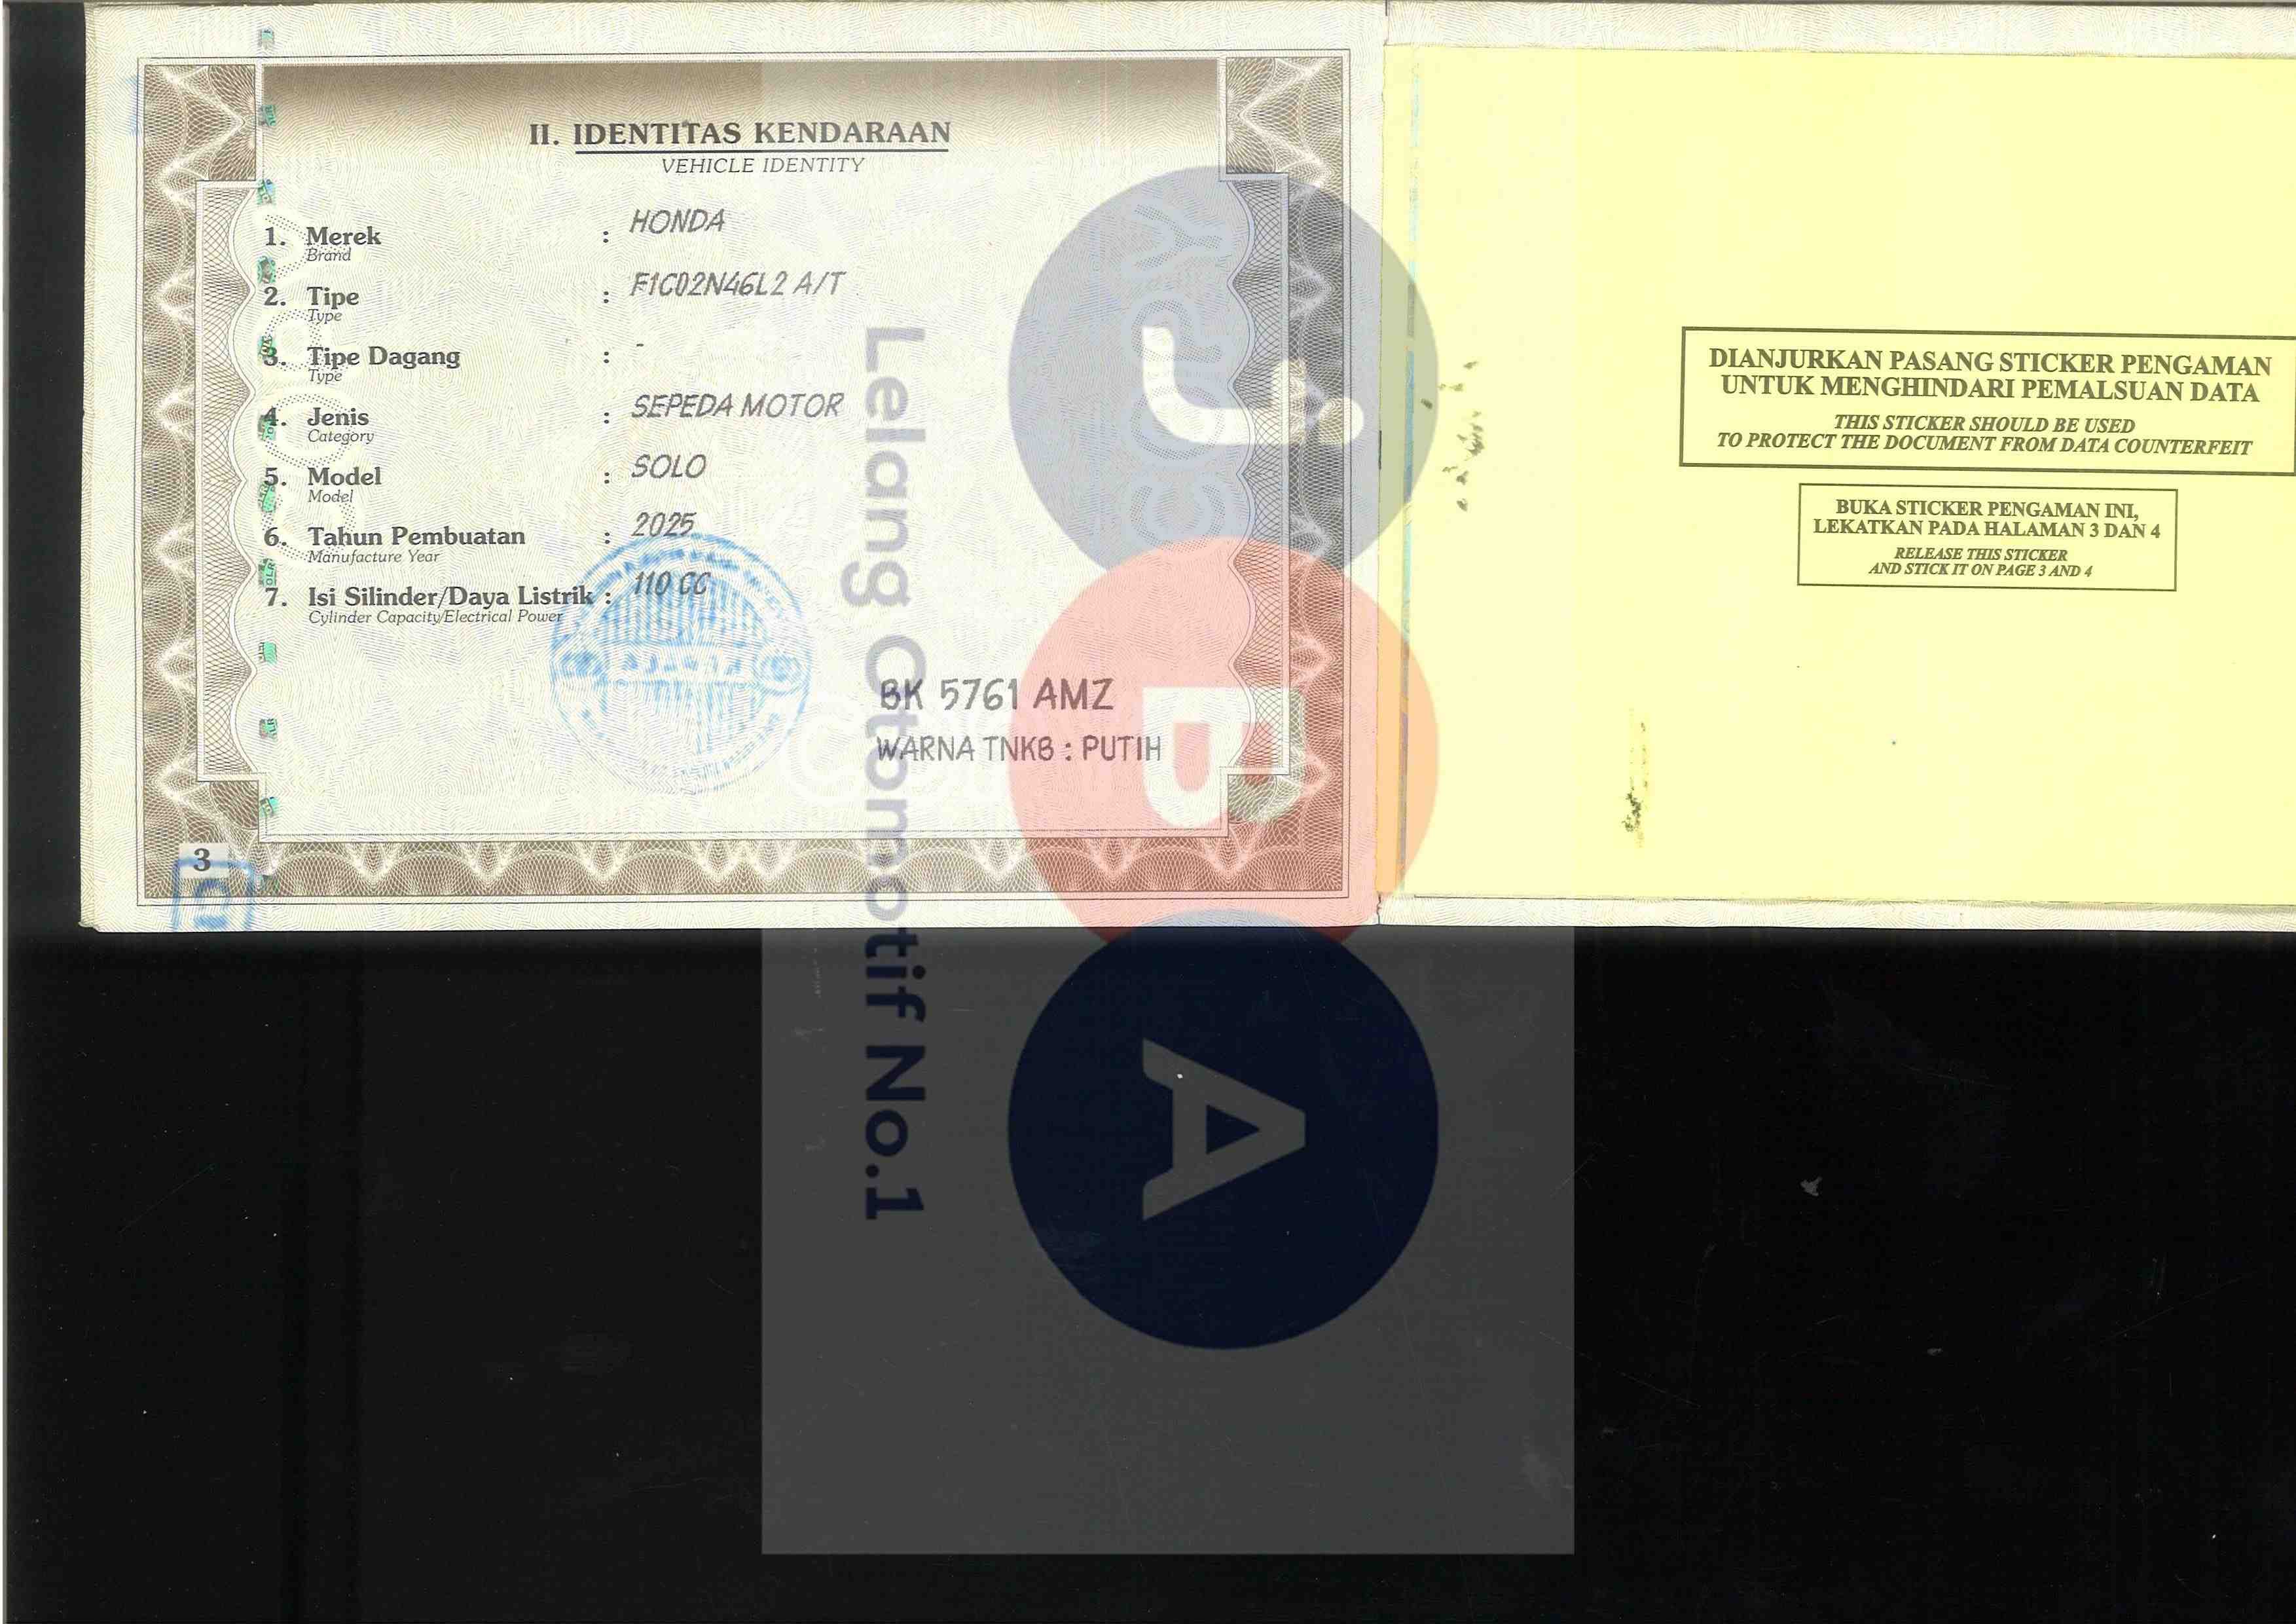 II. IDENTITAS KENDARAAN
VEHICLE IDENTITY
1. Merek : HONDA
Brand
2. Tipe : F1C02N46L2 A/T
Type
3. Tipe Dagang : -
Type
4. Jenis : SEPEDA MOTOR
Category
5. Model : SOLO
Model
6. Tahun Pembuatan : 2025
Manufacture Year
7. Isi Silinder/Daya Listrik : 110 CC
Cylinder Capacity/Electrical Power
BK 5761 AMZ
WARNA TNKB : PUTIH
3
DIANJURKAN PASANG STICKER PENGAMAN
UNTUK MENGHINDARI PEMALSUAN DATA
THIS STICKER SHOULD BE USED
TO PROTECT THE DOCUMENT FROM DATA COUNTERFEIT
BUKA STICKER PENGAMAN INI,
LEKATKAN PADA HALAMAN 3 DAN 4
RELEASE THIS STICKER
AND STICK IT ON PAGE 3 AND 4
COPY
JBA
Lelang Otomotif No.1